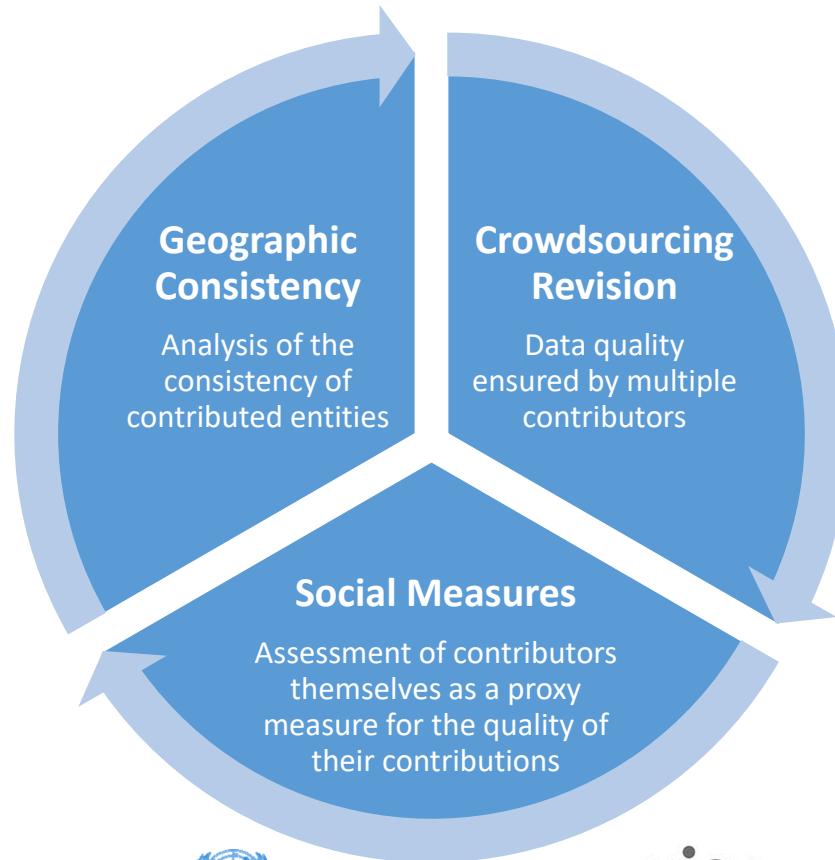 Geographic
Consistency
Analysis of the
consistency of
contributed entities
Crowdsourcing
Revision
Data quality
ensured by multiple
contributors
Social Measures
Assessment of contributors
themselves as a proxy
measure for the quality of
their contributions